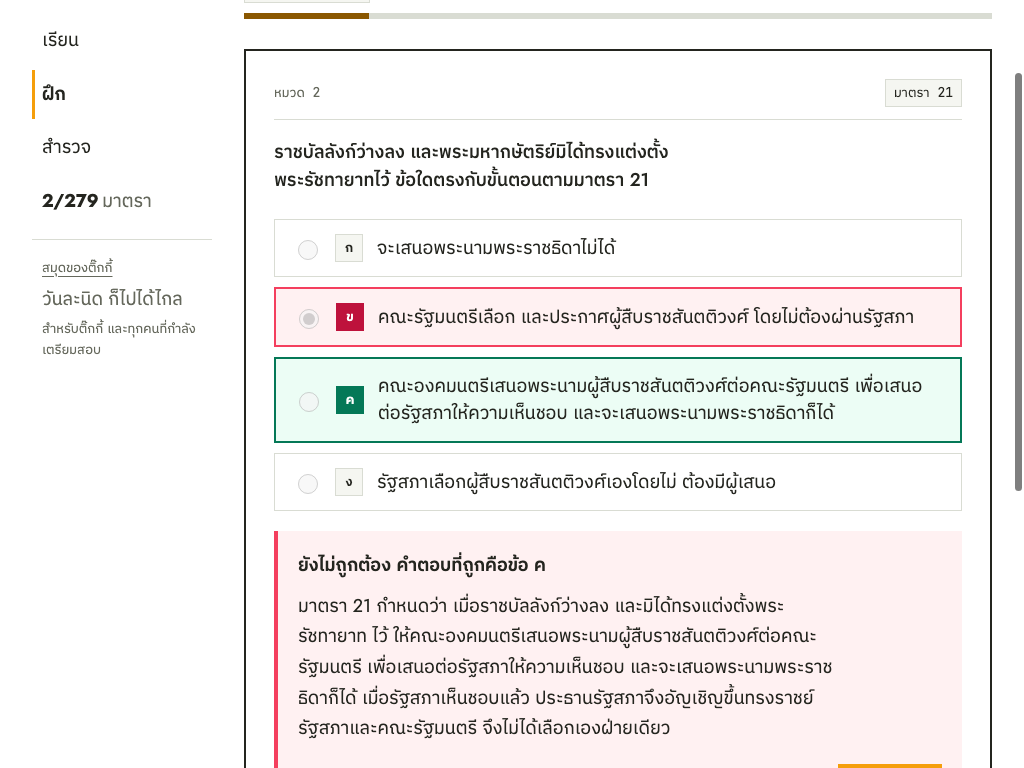 เรียน
ฝึก
สำรวจ
2/279 มาตรา
สมุดของติ๊กกี้
วันละนิด ก็ไปได้ไกล
สำหรับติ๊กกี้ และทุกคนที่กำลัง
เตรียมสอบ
หมวด 2
มาตรา 21
ราชบัลลังก์ว่างลง และพระมหากษัตริย์มิได้ทรงแต่งตั้ง
พระรัชทายาทไว้ ข้อใดตรงกับขั้นตอนตามมาตรา 21
ก จะเสนอพระนามพระราชธิดาไม่ได้
ข คณะรัฐมนตรีเลือก และประกาศผู้สืบราชสันตติวงศ์ โดยไม่ต้องผ่านรัฐสภา
ค คณะองคมนตรีเสนอพระนามผู้สืบราชสันตติวงศ์ต่อคณะรัฐมนตรี เพื่อเสนอ
ต่อรัฐสภาให้ความเห็นชอบ และจะเสนอพระนามพระราชธิดาก็ได้
ง รัฐสภาเลือกผู้สืบราชสันตติวงศ์เองโดยไม่ ต้องมีผู้เสนอ
ยังไม่ถูกต้อง คำตอบที่ถูกคือข้อ ค
มาตรา 21 กำหนดว่า เมื่อราชบัลลังก์ว่างลง และมิได้ทรงแต่งตั้งพระ
รัชทายาท ไว้ ให้คณะองคมนตรีเสนอพระนามผู้สืบราชสันตติวงศ์ต่อคณะ
รัฐมนตรี เพื่อเสนอต่อรัฐสภาให้ความเห็นชอบ และจะเสนอพระนามพระราช
ธิดาก็ได้ เมื่อรัฐสภาเห็นชอบแล้ว ประธานรัฐสภาจึงอัญเชิญขึ้นทรงราชย์
รัฐสภาและคณะรัฐมนตรี จึงไม่ได้เลือกเองฝ่ายเดียว